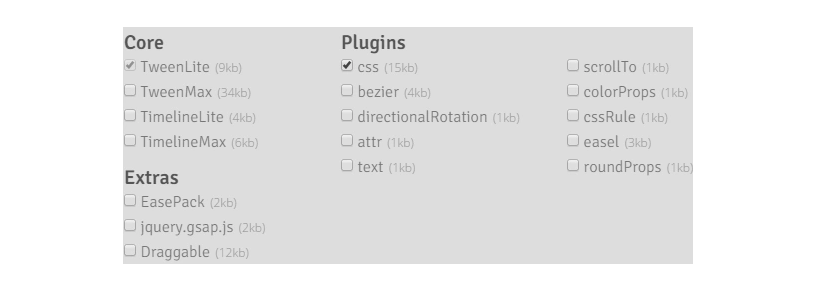 Core
TweenLite (9kb)
TweenMax (34kb)
TimelineLite (4kb)
TimelineMax (6kb)
Extras
EasePack (2kb)
jquery.gsap.js (2kb)
Draggable (12kb)
Plugins
css (15kb)
bezier (4kb)
directionalRotation (1kb)
attr (1kb)
text (1kb)
scrollTo (1kb)
colorProps (1kb)
cssRule (1kb)
easel (3kb)
roundProps (1kb)